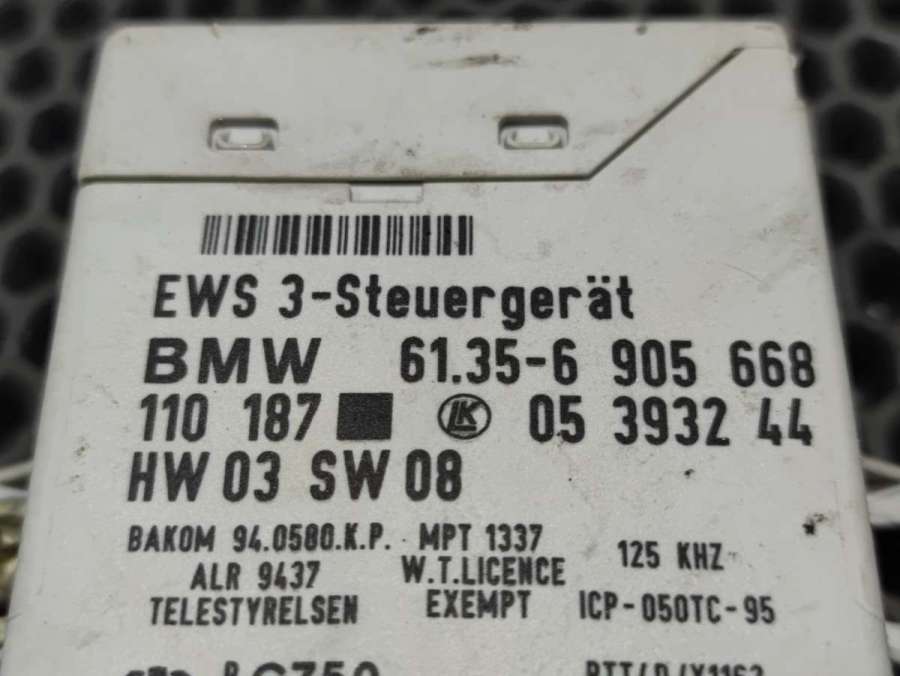 EWS 3-Steuergerät
BMW 61.35-6 905 668
110 187 LK 05 3932 44
HW 03 SW 08
BAKOM 94.0580.K.P. MPT 1337 125 KHZ
ALR 9437 W.T.LICENCE
TELESTYRELSEN EXEMPT ICP-050TC-95